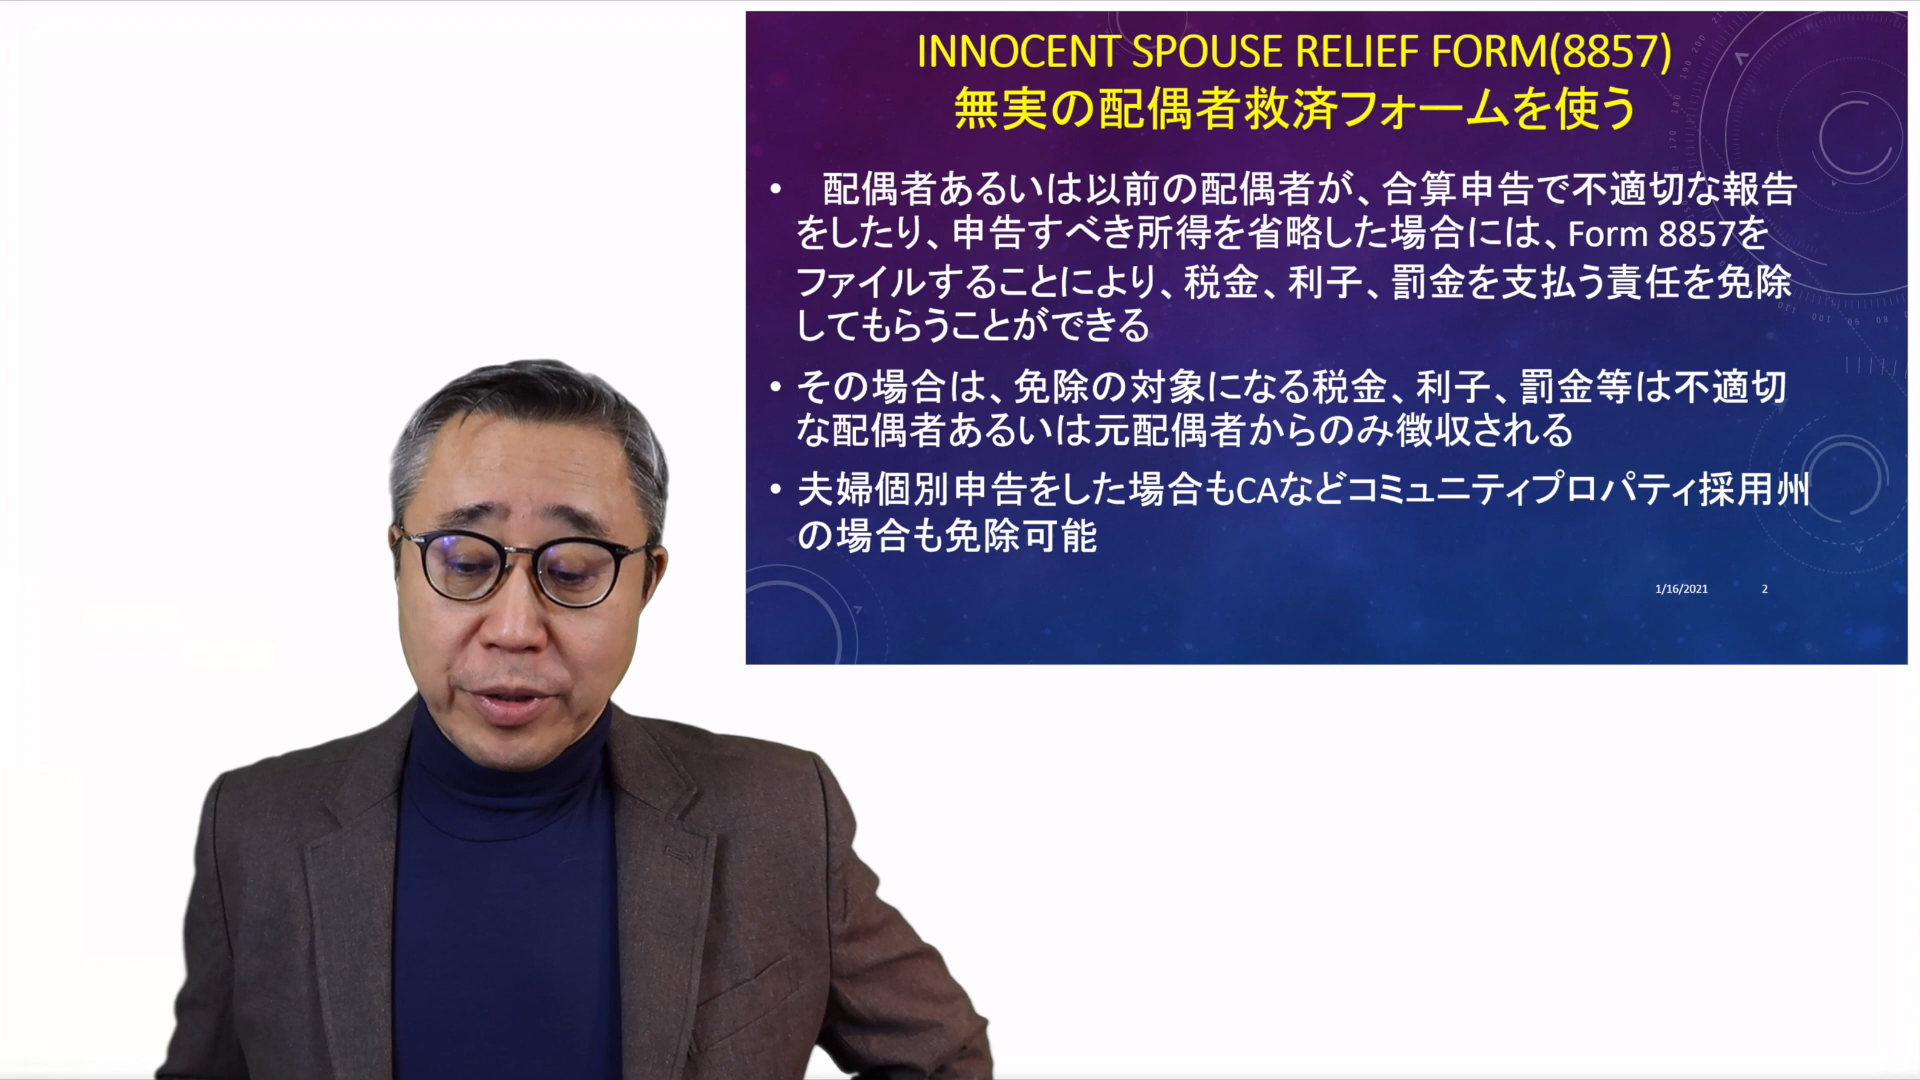 INNOCENT SPOUSE RELIEF FORM(8857)
無実の配偶者救済フォームを使う
• 配偶者あるいは以前の配偶者が、合算申告で不適切な報告
をしたり、申告すべき所得を省略した場合には、Form 8857を
ファイルすることにより、税金、利子、罰金を支払う責任を免除
してもらうことができる
• その場合は、免除の対象になる税金、利子、罰金等は不適切
な配偶者あるいは元配偶者からのみ徴収される
• 夫婦個別申告をした場合もCAなどコミュニティプロパティ採用州
の場合も免除可能
1/16/2021 2